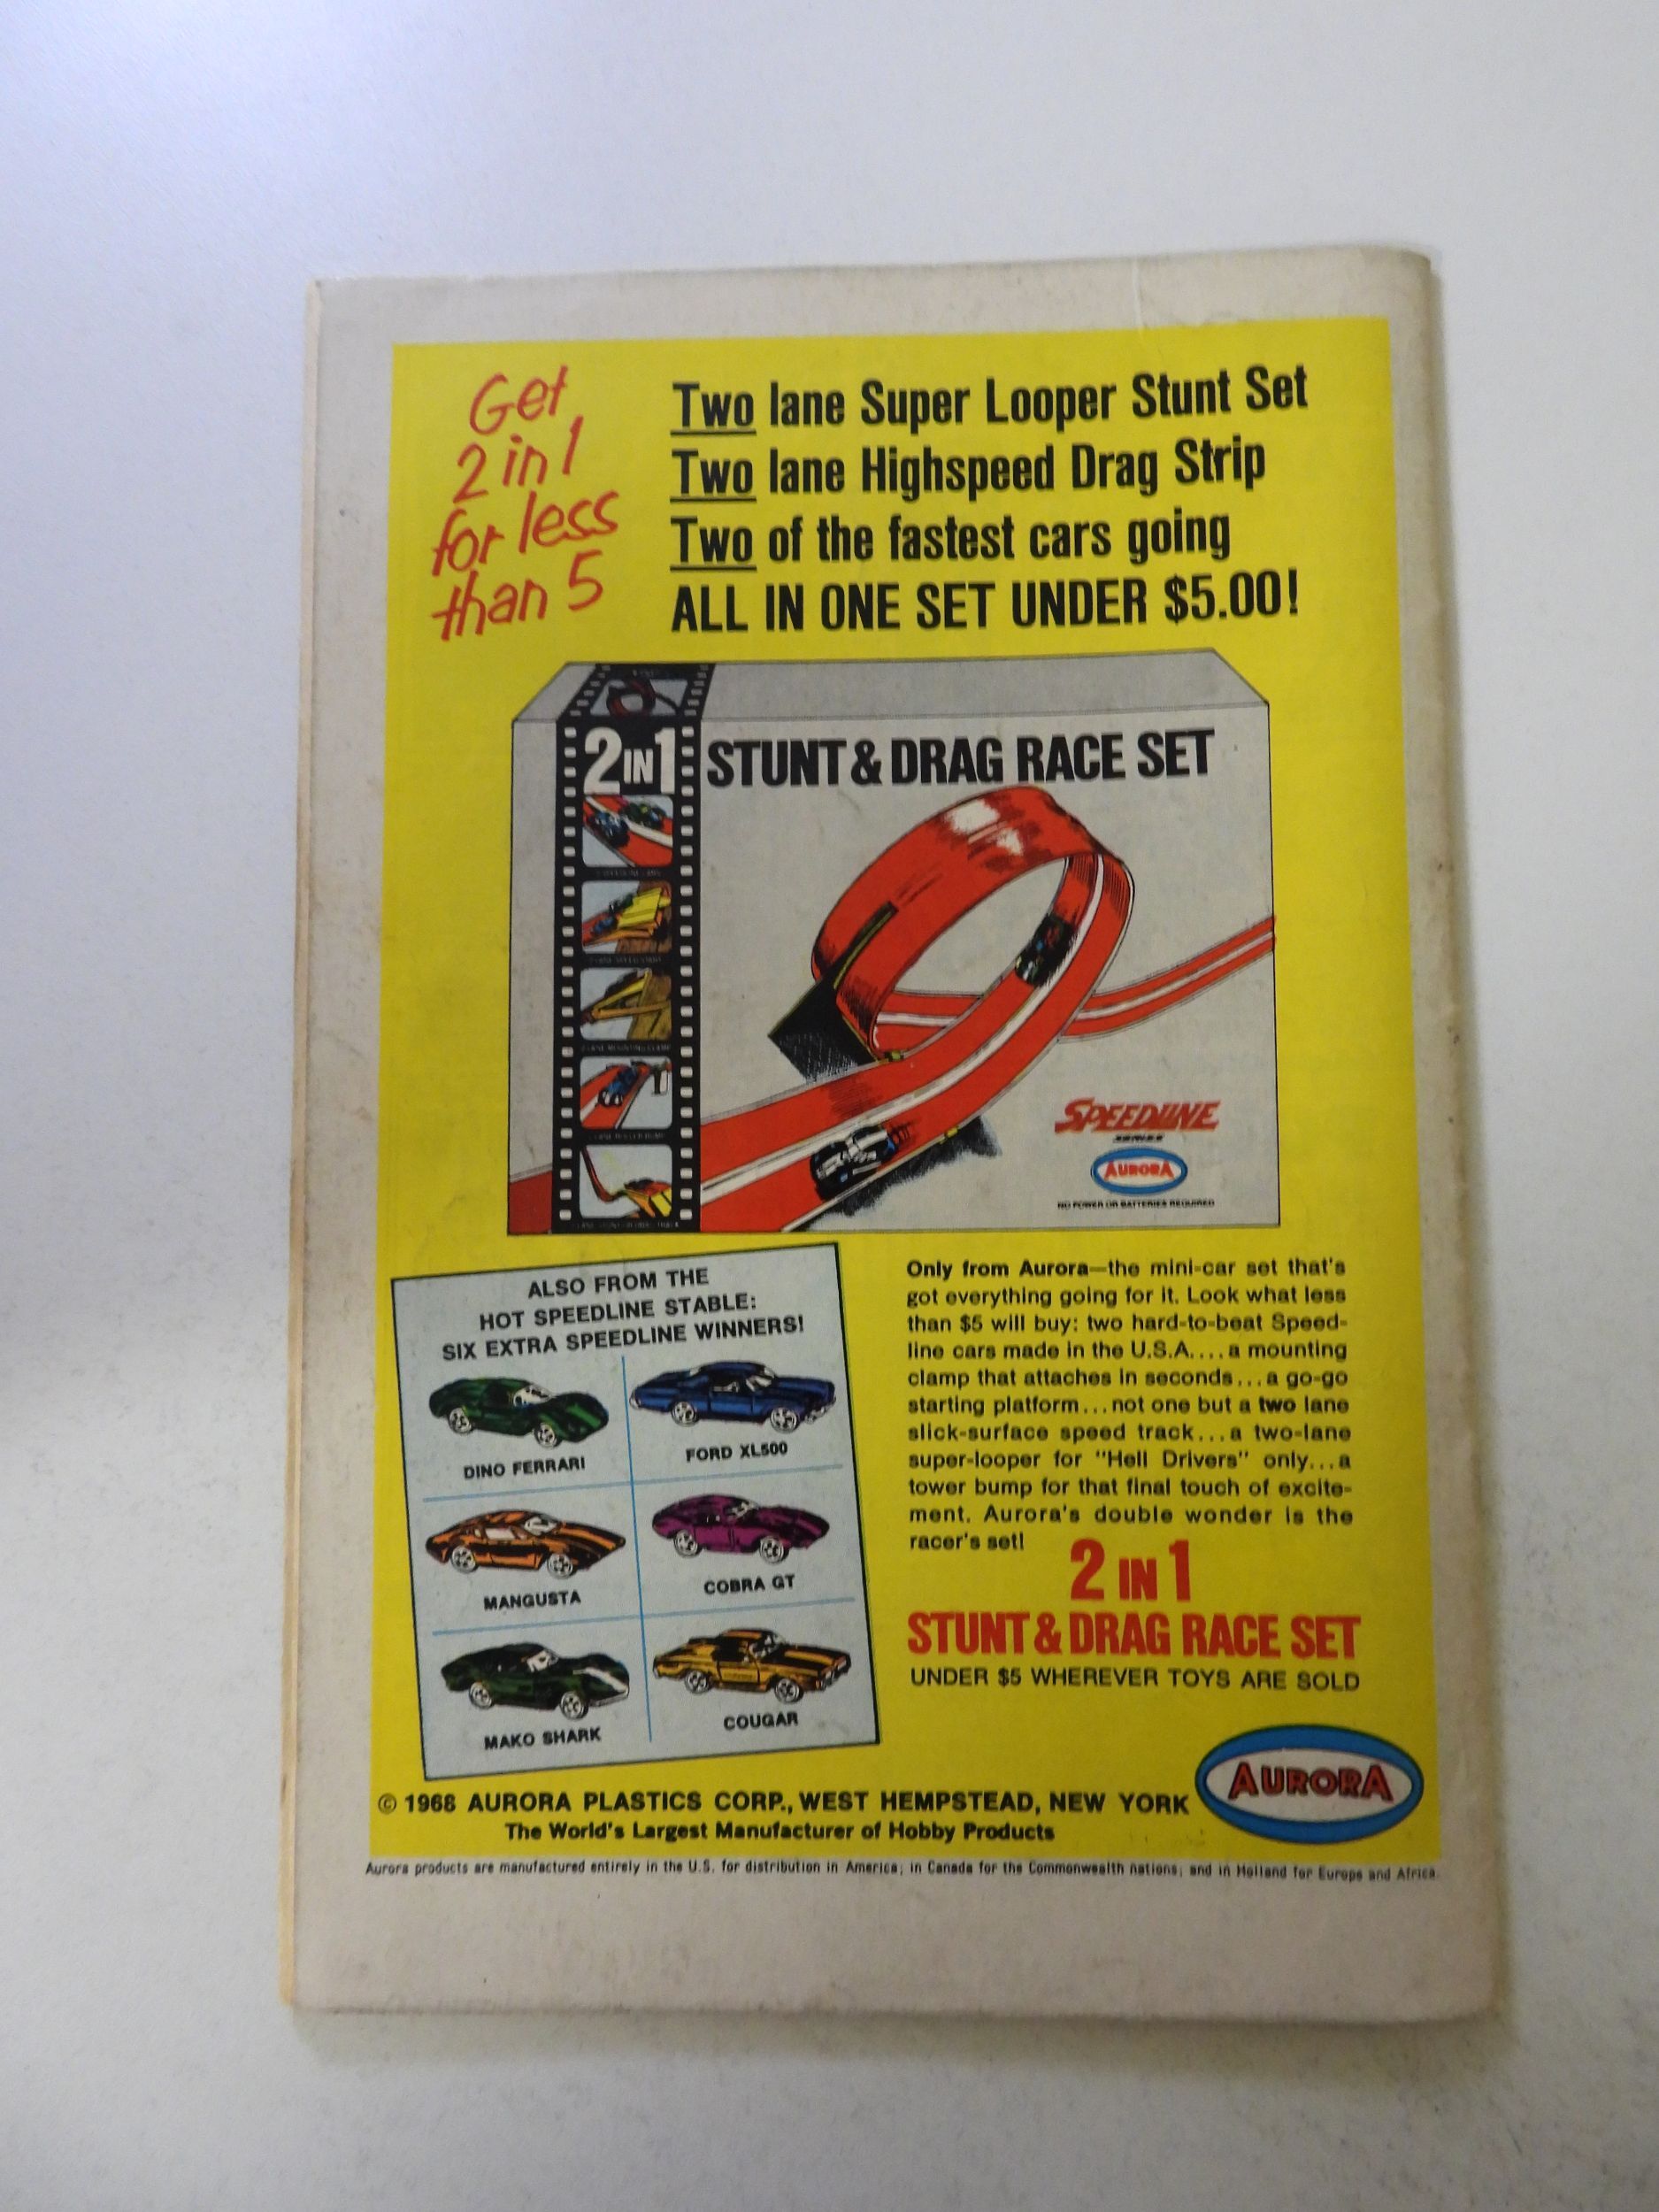 Get
2 in 1
for less
than 5
Two lane Super Looper Stunt Set
Two lane Highspeed Drag Strip
Two of the fastest cars going
ALL IN ONE SET UNDER $5.00!
2 IN 1
STUNT & DRAG RACE SET
SPEEDLINE
SERIES
AURORA
NO POWER OR BATTERIES REQUIRED
ALSO FROM THE
HOT SPEEDLINE STABLE:
SIX EXTRA SPEEDLINE WINNERS!
DINO FERRARI
FORD XL500
MANGUSTA
COBRA GT
MAKO SHARK
COUGAR
Only from Aurora—the mini-car set that's
got everything going for it. Look what less
than $5 will buy: two hard-to-beat Speed-
line cars made in the U.S.A....a mounting
clamp that attaches in seconds...a go-go
starting platform...not one but a two lane
slick-surface speed track...a two-lane
super-looper for "Hell Drivers" only...a
tower bump for that final touch of excite-
ment. Aurora's double wonder is the
racer's set!
2 IN 1
STUNT & DRAG RACE SET
UNDER $5 WHEREVER TOYS ARE SOLD
AURORA
© 1968 AURORA PLASTICS CORP., WEST HEMPSTEAD, NEW YORK
The World's Largest Manufacturer of Hobby Products
Aurora products are manufactured entirely in the U.S. for distribution in America; in Canada for the Commonwealth nations; and in Holland for Europe and Africa.